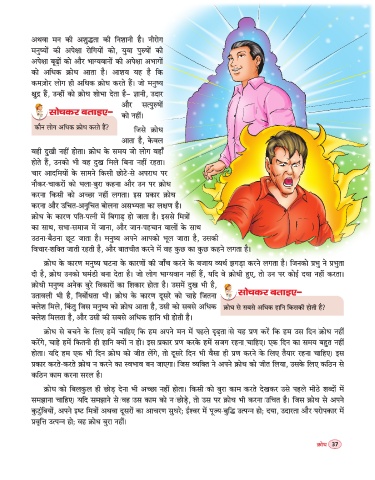 अथवा मन की अशुद्धता की निशानी है। नीरोग
मनुष्यों की अपेक्षा रोगियों को, युवा पुरुषों की
अपेक्षा बूढ़ों को और भाग्यवानों की अपेक्षा अभागों
को अधिक क्रोध आता है। आशय यह है कि
कमज़ोर लोग ही अधिक क्रोध करते हैं। जो मनुष्य
क्षुद्र हैं, उन्हीं को क्रोध शोभा देता है– ज्ञानी, उदार
और सत्पुरुषों
को नहीं।
सोचकर बताइए–
कौन लोग अधिक क्रोध करते हैं?
जिसे क्रोध
आता है, केवल
वही दुखी नहीं होता। क्रोध के समय जो लोग वहाँ
होते हैं, उनको भी वह दुख मिले बिना नहीं रहता।
चार आदमियों के सामने किसी छोटे-से अपराध पर
नौकर-चाकरों को भला-बुरा कहना और उन पर क्रोध
करना किसी को अच्छा नहीं लगता। इस प्रकार क्रोध
करना और उचित-अनुचित बोलना असभ्यता का लक्षण है।
क्रोध के कारण पति-पत्नी में बिगाड़ हो जाता है। इससे मित्रों
का साथ, सभा-समाज में जाना, और जान-पहचान वालों के साथ
उठना-बैठना छूट जाता है। मनुष्य अपने आपको भूल जाता है, उसकी
विचार-शक्ति जाती रहती है, और बातचीत करने में वह कुछ का कुछ कहने लगता है।
क्रोध के कारण मनुष्य घटना के कारणों की जाँच करने के बजाय व्यर्थ झगड़ा करने लगता है। जिनको प्रभु ने प्रभुता
दी है, क्रोध उनको घमंडी बना देता है। जो लोग भाग्यवान नहीं हैं, यदि वे क्रोधी हुए, तो उन पर कोई दया नहीं करता।
क्रोधी मनुष्य अनेक बुरे विकारों का शिकार होता है। उसमें दुख भी है,
उतावली भी है, निर्बोधता भी। क्रोध के कारण दूसरे को चाहे जितना
क्लेश मिले, किंतु जिस मनुष्य को क्रोध आता है, उसी को सबसे अधिक
क्लेश मिलता है, और उसी की सबसे अधिक हानि भी होती है।
सोचकर बताइए–
क्रोध से सबसे अधिक हानि किसकी होती है?
क्रोध से बचने के लिए हमें चाहिए कि हम अपने मन में पहले दृढ़ता से यह प्रण करें कि हम उस दिन क्रोध नहीं
करेंगे, चाहे हमें कितनी ही हानि क्यों न हो। इस प्रकार प्रण करके हमें सजग रहना चाहिए। एक दिन का समय बहुत नहीं
होता। यदि हम एक भी दिन क्रोध को जीत लेंगे, तो दूसरे दिन भी वैसा ही प्रण करने के लिए तैयार रहना चाहिए। इस
प्रकार करते-करते क्रोध न करने का स्वभाव बन जाएगा। जिस व्यक्ति ने अपने क्रोध को जीत लिया, उसके लिए कठिन से
कठिन काम करना सरल है।
क्रोध को बिलकुल ही छोड़ देना भी अच्छा नहीं होता। किसी को बुरा काम करते देखकर उसे पहले मीठे शब्दों में
समझाना चाहिए। यदि समझाने से वह उस काम को न छोड़े, तो उस पर क्रोध भी करना उचित है। जिस क्रोध से अपने
कुटुंबियों, अपने इष्ट मित्रों अथवा दूसरों का आचरण सुधरे; ईश्वर में पूज्य-बुद्धि उत्पन्न हो; दया, उदारता और परोपकार में
प्रवृत्ति उत्पन्न हो; वह क्रोध बुरा नहीं।
क्रोध 37